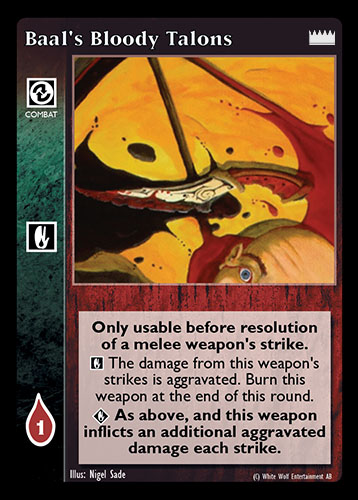 Baal's Bloody Talons
COMBAT
Only usable before resolution
of a melee weapon's strike.
The damage from this weapon's
strikes is aggravated. Burn this
weapon at the end of this round.
As above, and this weapon
inflicts an additional aggravated
damage each strike.
1
Illus: Nigel Sade
(C) White Wolf Entertainment AB